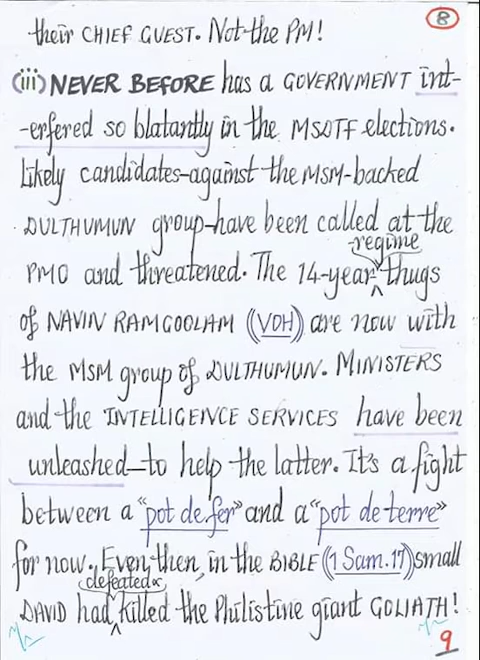 8
their CHIEF GUEST. Not the PM!
(iii) NEVER BEFORE has a GOVERNMENT int-
-erfered so blatantly in the MSDTF elections.
Likely candidates-against the MSM-backed
DULTHUMUN group-have been called at the
PMO and threatened. The 14-year regime thugs
of NAVIN RAMGOOLAM (VDH) are now with
the MSM group of DULTHUMUN. MINISTERS
and the INTELLIGENCE SERVICES have been
unleashed-to help the latter. It's a fight
between a "pot de fer" and a "pot de terre"
for now. Even then, in the BIBLE (1 Sam. 17) small
DAVID had defeated & killed the Philistine giant GOLIATH!
9